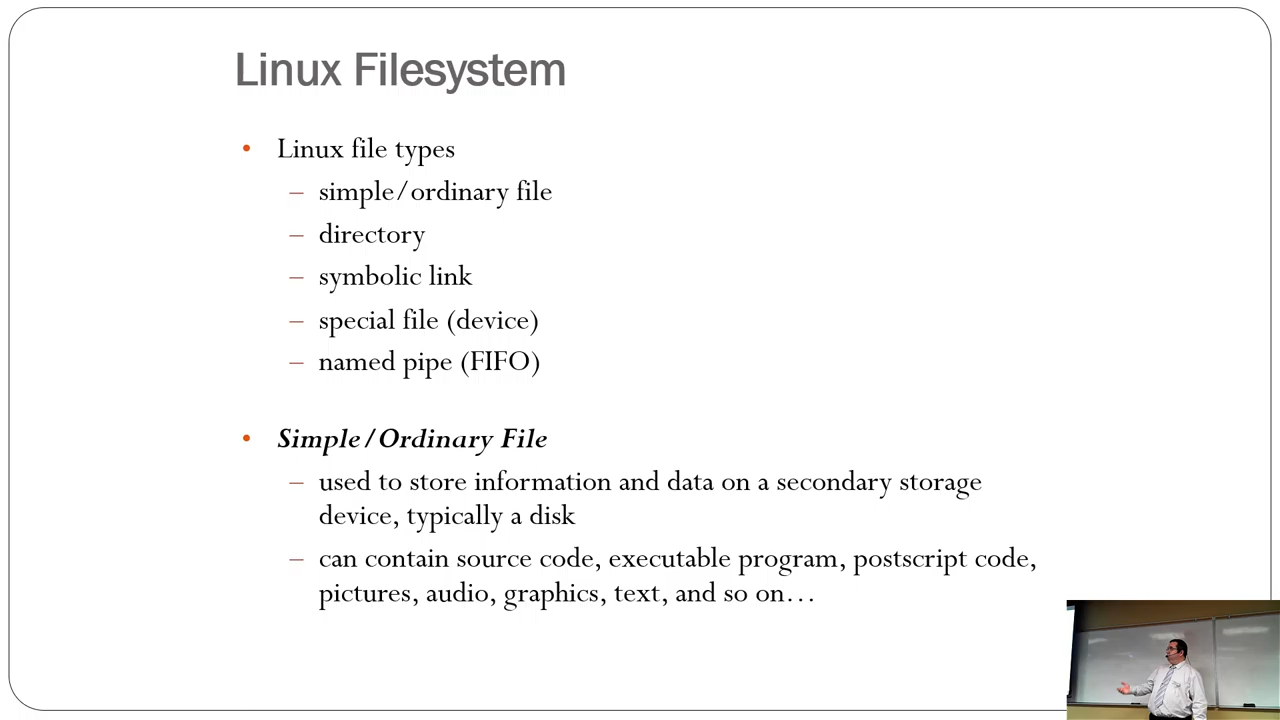 Linux Filesystem
• Linux file types
– simple/ordinary file
– directory
– symbolic link
– special file (device)
– named pipe (FIFO)
• Simple/Ordinary File
– used to store information and data on a secondary storage
device, typically a disk
– can contain source code, executable program, postscript code,
pictures, audio, graphics, text, and so on…